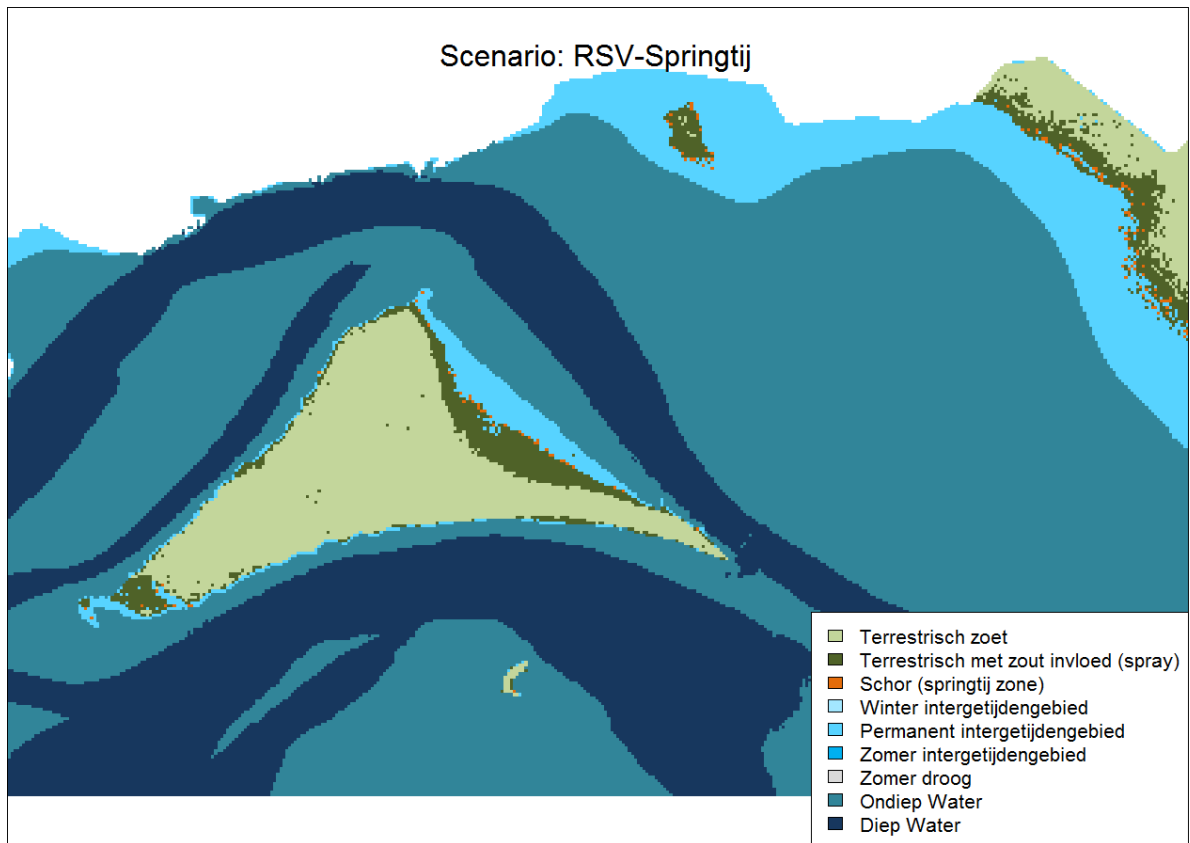 Scenario: RSV-Springtij
Terrestrisch zoet
Terrestrisch met zout invloed (spray)
Schor (springtij zone)
Winter intergetijdengebied
Permanent intergetijdengebied
Zomer intergetijdengebied
Zomer droog
Ondiep Water
Diep Water